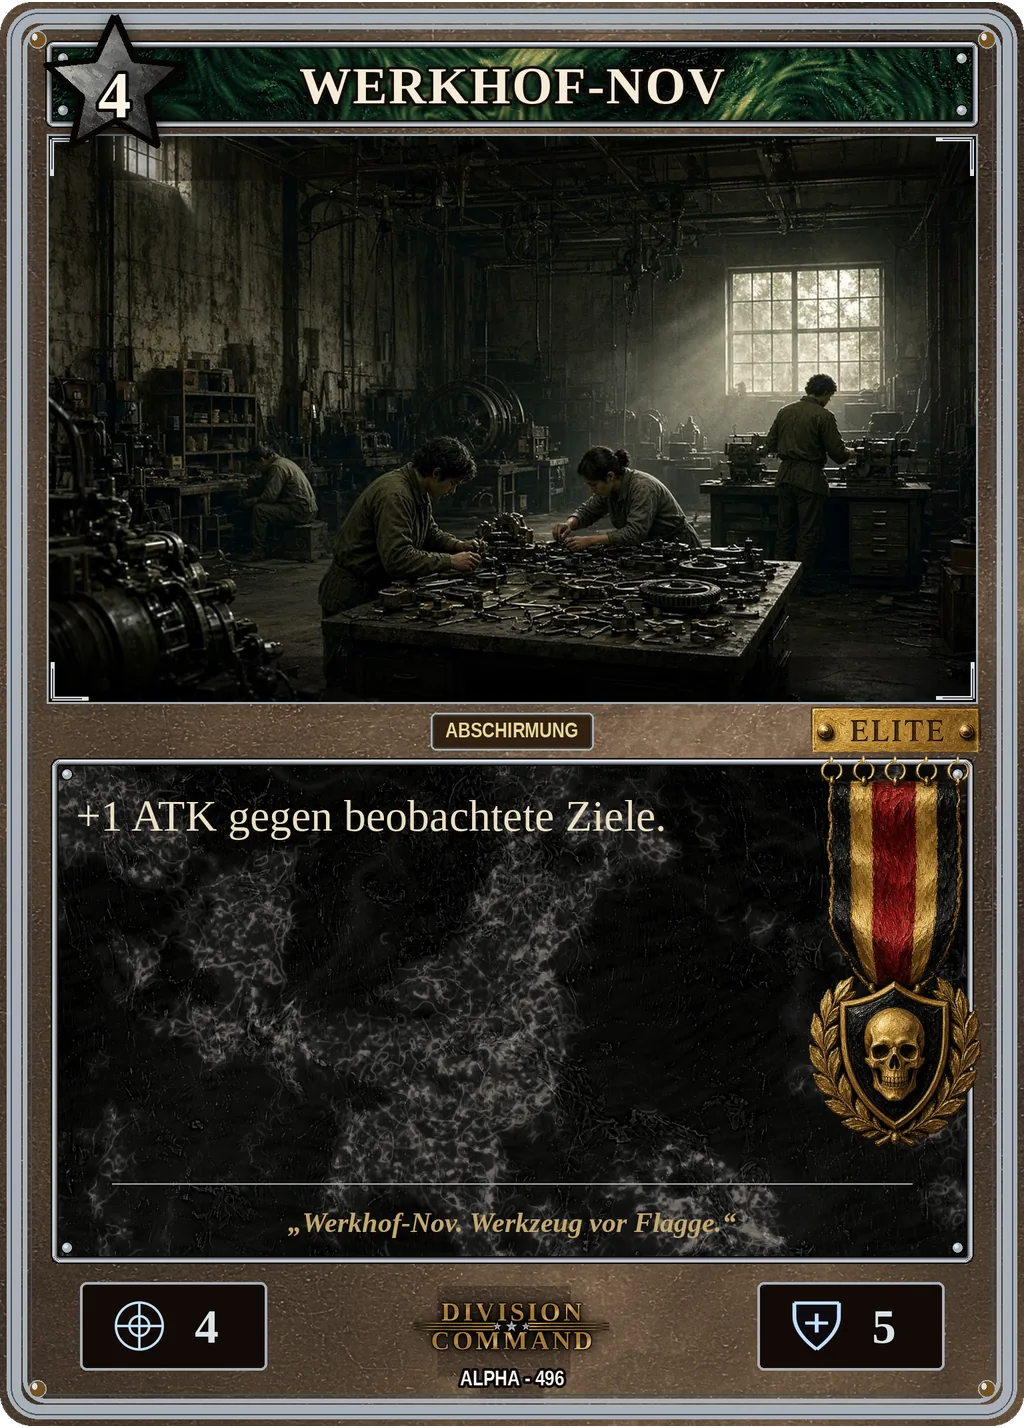 4
WERKHOF-NOV
ABSCHIRMUNG
ELITE
+1 ATK gegen beobachtete Ziele.
„Werkhof-Nov. Werkzeug vor Flagge.“
4
DIVISION
COMMAND
5
ALPHA - 496